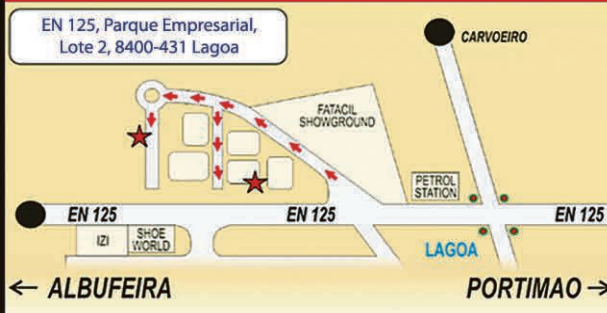 EN 125, Parque Empresarial,
Lote 2, 8400-431 Lagoa
CARVOEIRO
FATACIL
SHOWGROUND
PETROL
STATION
EN 125
EN 125
EN 125
IZI
SHOE
WORLD
LAGOA
← ALBUFEIRA
PORTIMAO →